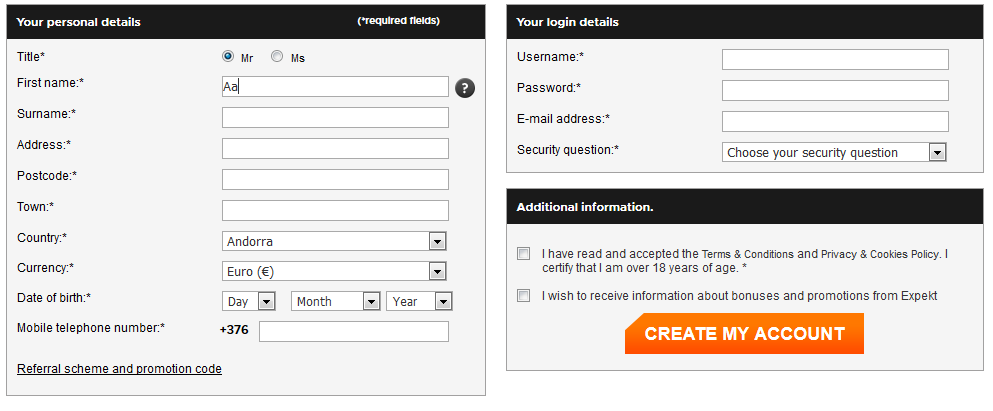 Your personal details (*required fields)
Title* Mr Ms
First name:* Aa ?
Surname:*
Address:*
Postcode:*
Town:*
Country:* Andorra
Currency:* Euro (€)
Date of birth:* Day Month Year
Mobile telephone number:* +376
Referral scheme and promotion code
Your login details
Username:*
Password:*
E-mail address:*
Security question:* Choose your security question
Additional information.
I have read and accepted the Terms & Conditions and Privacy & Cookies Policy. I
certify that I am over 18 years of age. *
I wish to receive information about bonuses and promotions from Expekt
CREATE MY ACCOUNT